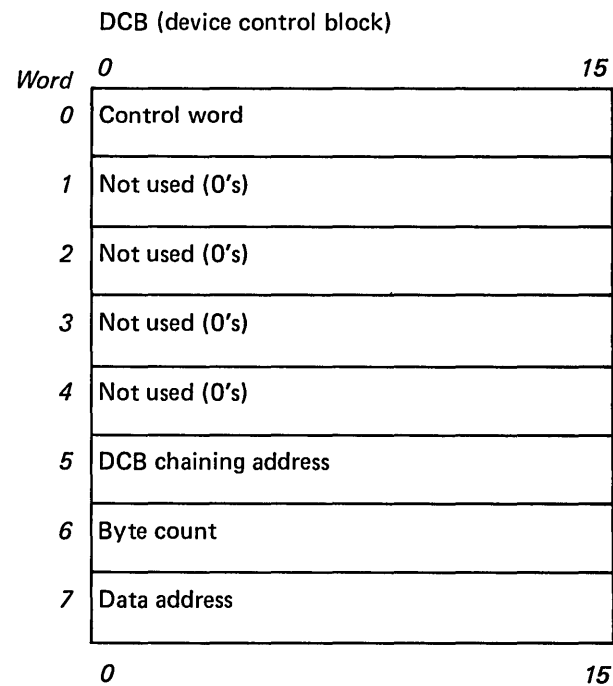 DCB (device control block)
Word 0 15
0 Control word
1 Not used (0's)
2 Not used (0's)
3 Not used (0's)
4 Not used (0's)
5 DCB chaining address
6 Byte count
7 Data address
0 15